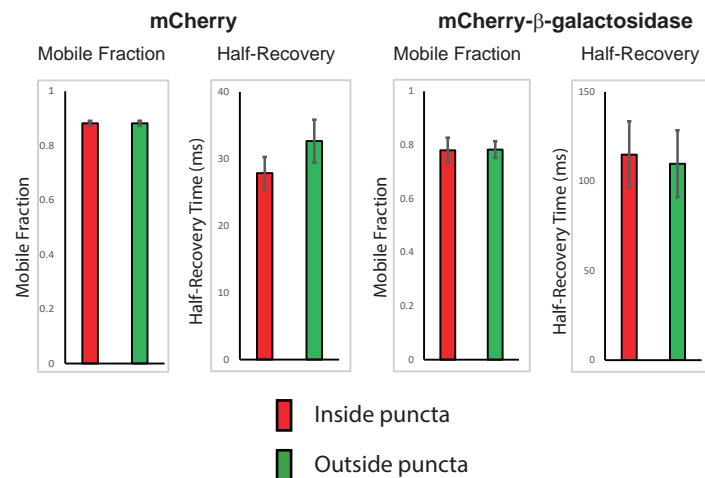 mCherry
mCherry-β-galactosidase
Mobile Fraction
Half-Recovery
Mobile Fraction
Half-Recovery
Mobile Fraction
1
0.8
0.6
0.4
0.2
0
Half-Recovery Time (ms)
40
30
20
10
0
Mobile Fraction
1
0.8
0.6
0.4
0.2
0
Half-Recovery Time (ms)
150
100
50
0
Inside puncta
Outside puncta